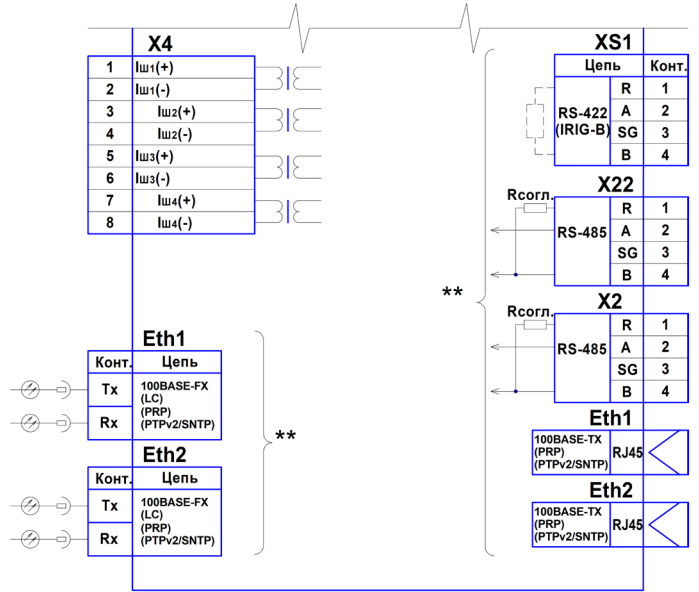 X4
1 Iш1(+)
2 Iш1(-)
3 Iш2(+)
4 Iш2(-)
5 Iш3(+)
6 Iш3(-)
7 Iш4(+)
8 Iш4(-)
Eth1
Конт. Цепь
Tx
Rx
100BASE-FX
(LC)
(PRP)
(PTPv2/SNTP)
Eth2
Конт. Цепь
Tx
Rx
100BASE-FX
(LC)
(PRP)
(PTPv2/SNTP)
**
**
XS1
Цепь Конт.
RS-422
(IRIG-B)
R 1
A 2
SG 3
B 4
X22
Rсогл.
RS-485
R 1
A 2
SG 3
B 4
X2
Rсогл.
RS-485
R 1
A 2
SG 3
B 4
Eth1
100BASE-TX
(PRP)
(PTPv2/SNTP)
RJ45
Eth2
100BASE-TX
(PRP)
(PTPv2/SNTP)
RJ45